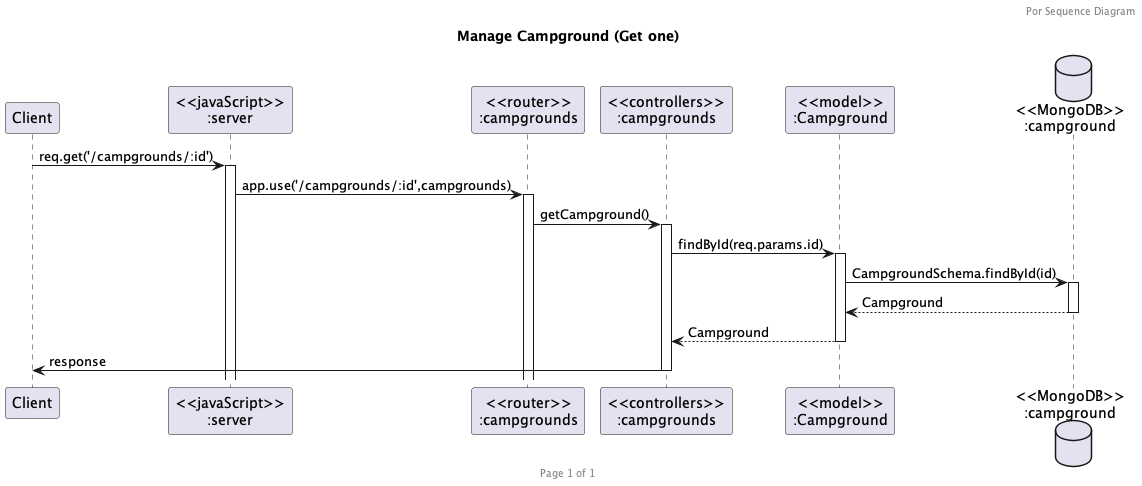 Por Sequence Diagram
Manage Campground (Get one)
Client
<<javaScript>>
:server
<<router>>
:campgrounds
<<controllers>>
:campgrounds
<<model>>
:Campground
<<MongoDB>>
:campground
req.get('/campgrounds/:id')
app.use('/campgrounds/:id',campgrounds)
getCampground()
findById(req.params.id)
CampgroundSchema.findById(id)
Campground
Campground
response
Client
<<javaScript>>
:server
<<router>>
:campgrounds
<<controllers>>
:campgrounds
<<model>>
:Campground
<<MongoDB>>
:campground
Page 1 of 1